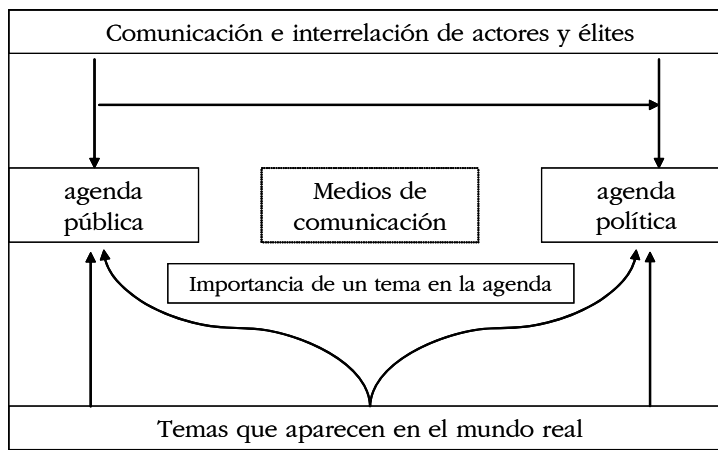 Comunicación e interrelación de actores y élites
agenda
pública
Medios de
comunicación
agenda
política
Importancia de un tema en la agenda
Temas que aparecen en el mundo real